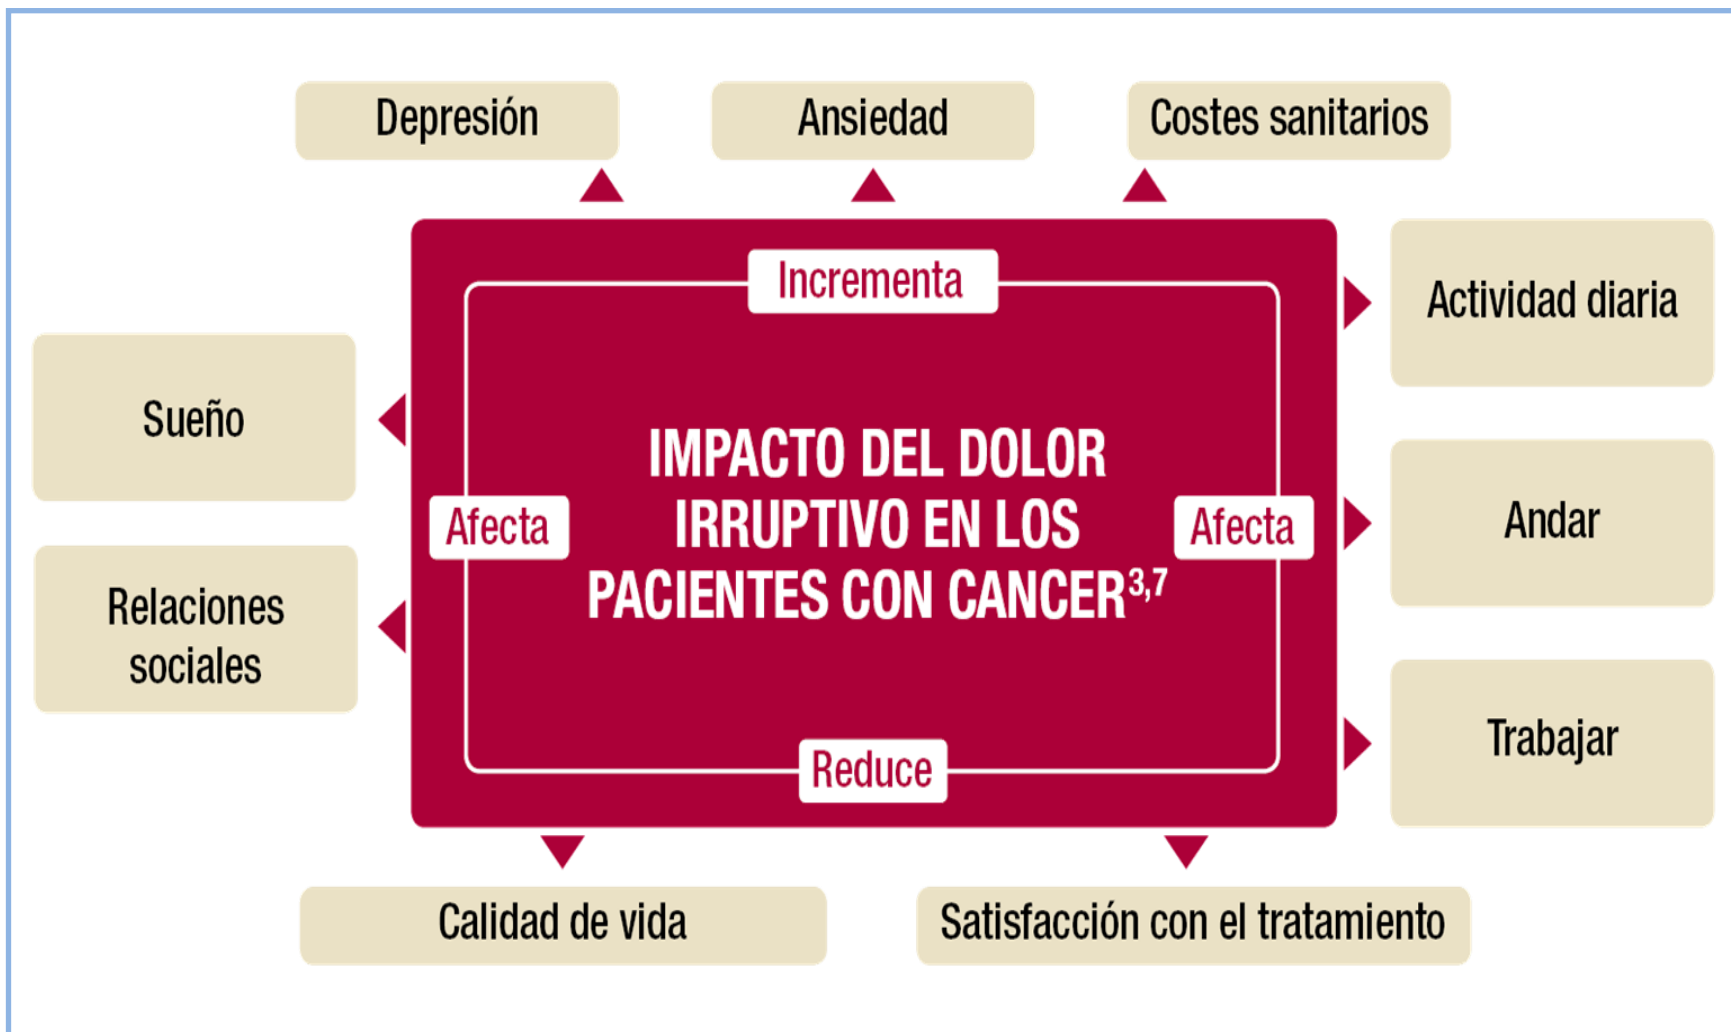 Depresión
Ansiedad
Costes sanitarios
Incrementa
Actividad diaria
Sueño
IMPACTO DEL DOLOR
IRRUPTIVO EN LOS
PACIENTES CON CANCER3,7
Afecta
Afecta
Andar
Relaciones
sociales
Trabajar
Reduce
Calidad de vida
Satisfacción con el tratamiento